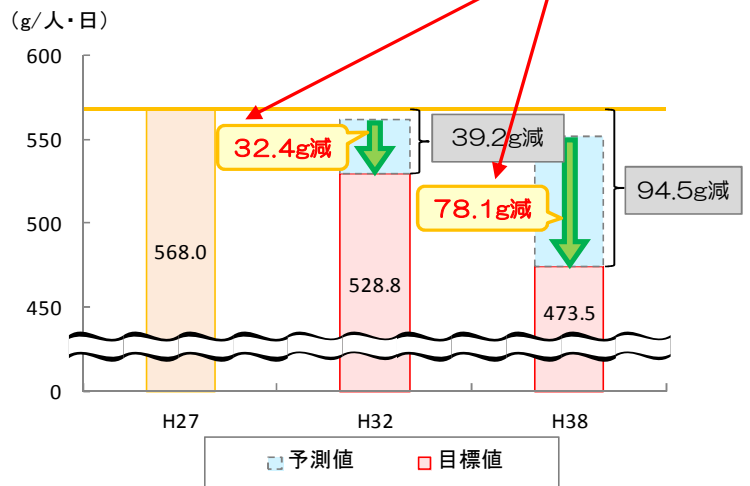 （g/人・日）
600
550
500
450
0
32.4g減
39.2g減
78.1g減
94.5g減
568.0
528.8
473.5
H27
H32
H38
予測値
目標値